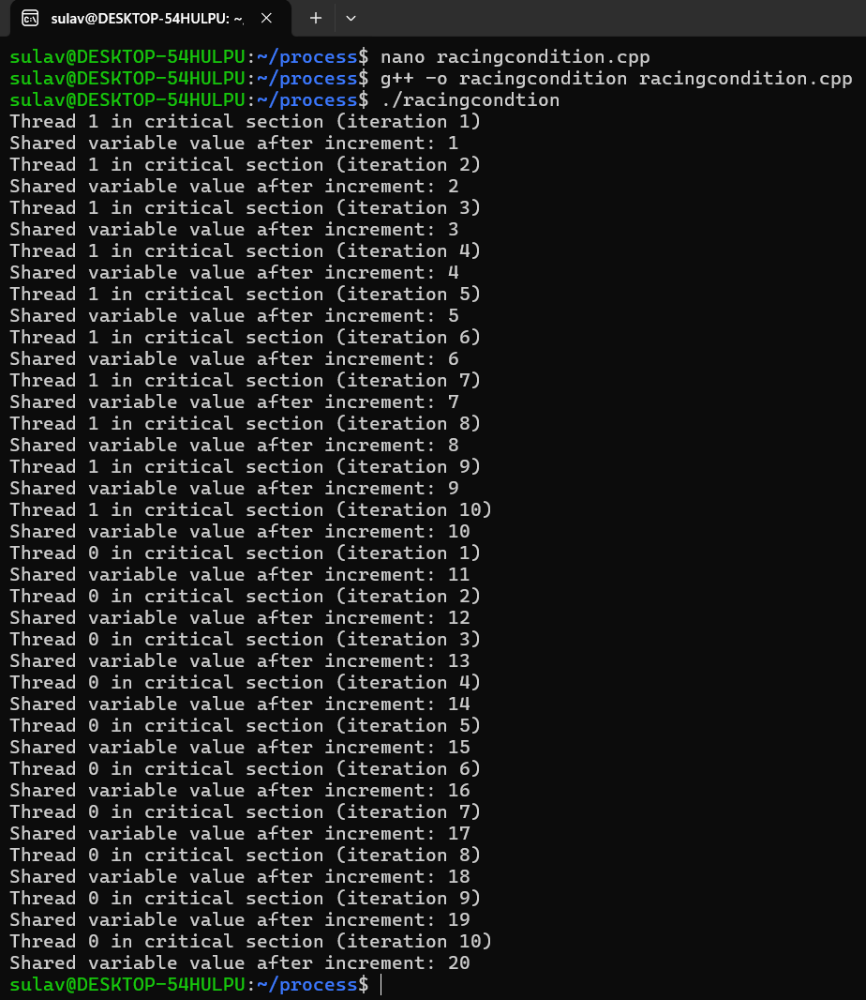 sulav@DESKTOP-54HULPU: ~
sulav@DESKTOP-54HULPU:~/process$ nano racingcondition.cpp
sulav@DESKTOP-54HULPU:~/process$ g++ -o racingcondition racingcondition.cpp
sulav@DESKTOP-54HULPU:~/process$ ./racingcondtion
Thread 1 in critical section (iteration 1)
Shared variable value after increment: 1
Thread 1 in critical section (iteration 2)
Shared variable value after increment: 2
Thread 1 in critical section (iteration 3)
Shared variable value after increment: 3
Thread 1 in critical section (iteration 4)
Shared variable value after increment: 4
Thread 1 in critical section (iteration 5)
Shared variable value after increment: 5
Thread 1 in critical section (iteration 6)
Shared variable value after increment: 6
Thread 1 in critical section (iteration 7)
Shared variable value after increment: 7
Thread 1 in critical section (iteration 8)
Shared variable value after increment: 8
Thread 1 in critical section (iteration 9)
Shared variable value after increment: 9
Thread 1 in critical section (iteration 10)
Shared variable value after increment: 10
Thread 0 in critical section (iteration 1)
Shared variable value after increment: 11
Thread 0 in critical section (iteration 2)
Shared variable value after increment: 12
Thread 0 in critical section (iteration 3)
Shared variable value after increment: 13
Thread 0 in critical section (iteration 4)
Shared variable value after increment: 14
Thread 0 in critical section (iteration 5)
Shared variable value after increment: 15
Thread 0 in critical section (iteration 6)
Shared variable value after increment: 16
Thread 0 in critical section (iteration 7)
Shared variable value after increment: 17
Thread 0 in critical section (iteration 8)
Shared variable value after increment: 18
Thread 0 in critical section (iteration 9)
Shared variable value after increment: 19
Thread 0 in critical section (iteration 10)
Shared variable value after increment: 20
sulav@DESKTOP-54HULPU:~/process$